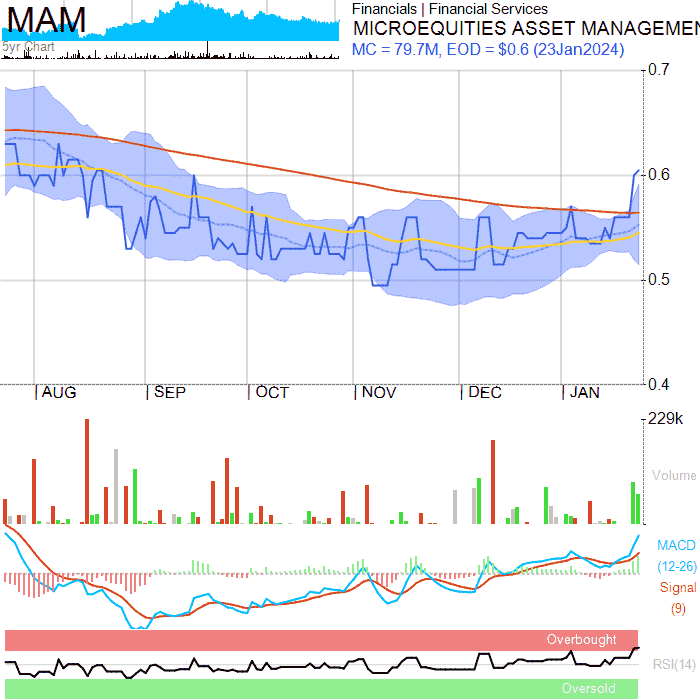 MAM
5yr Chart
Financials | Financial Services
MICROEQUITIES ASSET MANAGEMEN
MC = 79.7M, EOD = $0.6 (23Jan2024)
0.7
0.6
0.5
0.4
AUG SEP OCT NOV DEC JAN
229k
Volume
MACD
(12-26)
Signal
(9)
Overbought
RSI(14)
Oversold